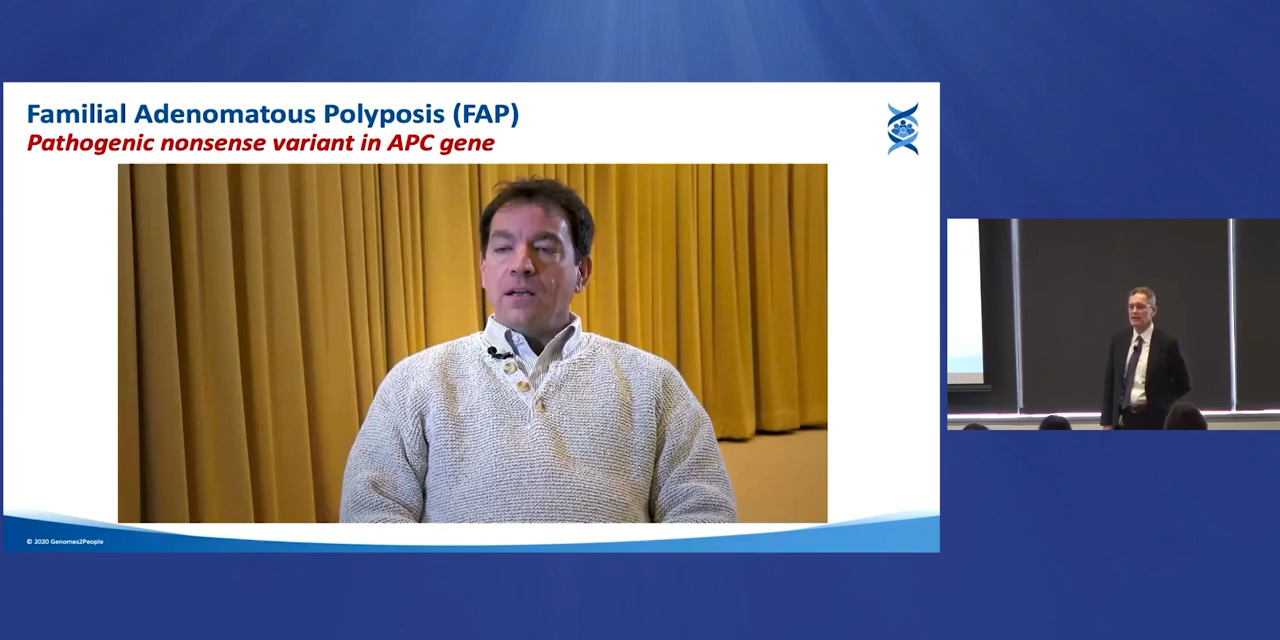 Familial Adenomatous Polyposis (FAP)
Pathogenic nonsense variant in APC gene
© 2020 Genomes2People